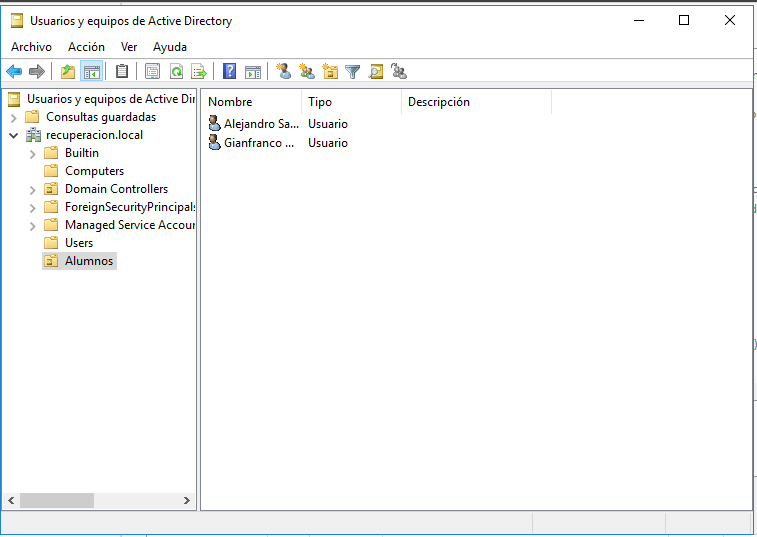 Usuarios y equipos de Active Directory
Archivo Acción Ver Ayuda
Usuarios y equipos de Active Dir
Consultas guardadas
recuperacion.local
Builtin
Computers
Domain Controllers
ForeignSecurityPrincipals
Managed Service Accour
Users
Alumnos
Nombre Tipo Descripción
Alejandro Sa... Usuario
Gianfranco ... Usuario